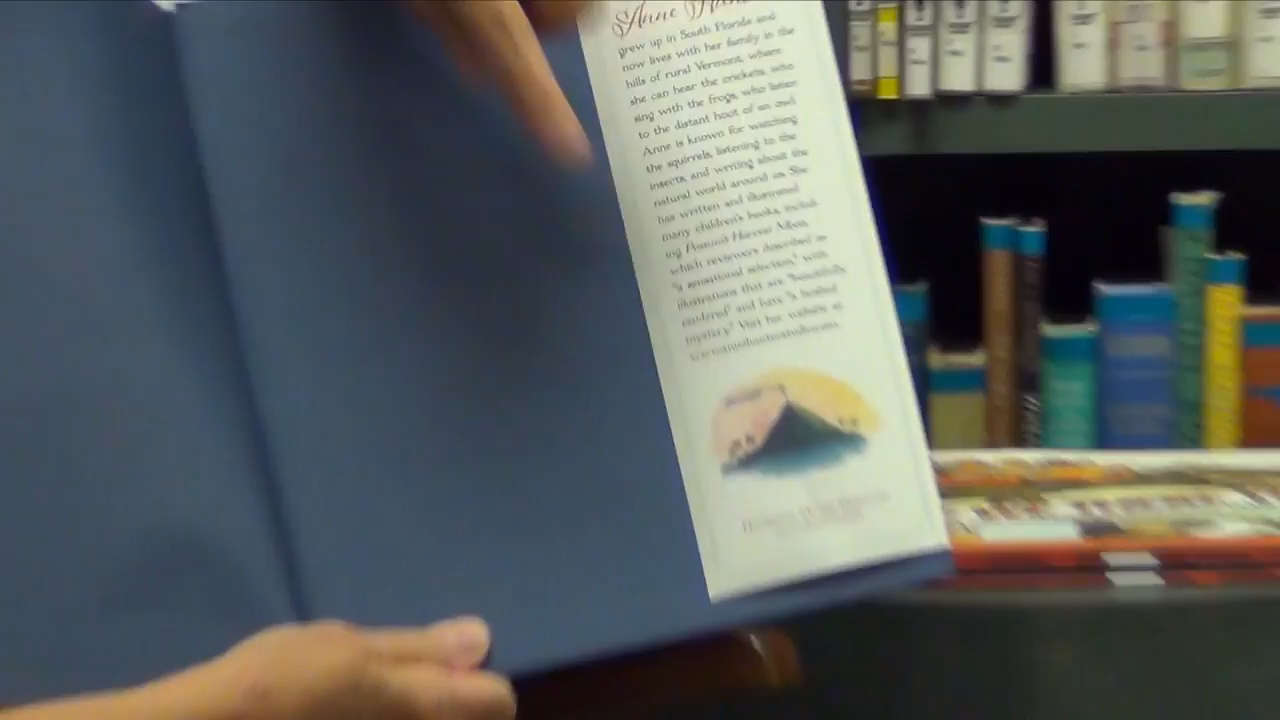 Anne
grew up in South Florida and
now lives with her family in the
hills of rural Vermont, where
she can hear the crickets, who
sing with the frogs, who listen
to the distant hoot of an owl.
Anne is known for watching
the squirrels, listening to the
insects, and writing about the
natural world around us. She
has written and illustrated
many children's books, includ-
ing Harvest Moon,
which reviewers described as
"a sensational selection," with
illustrations that are "beautifully
rendered" and have "a hushed
mystery." Visit her website at